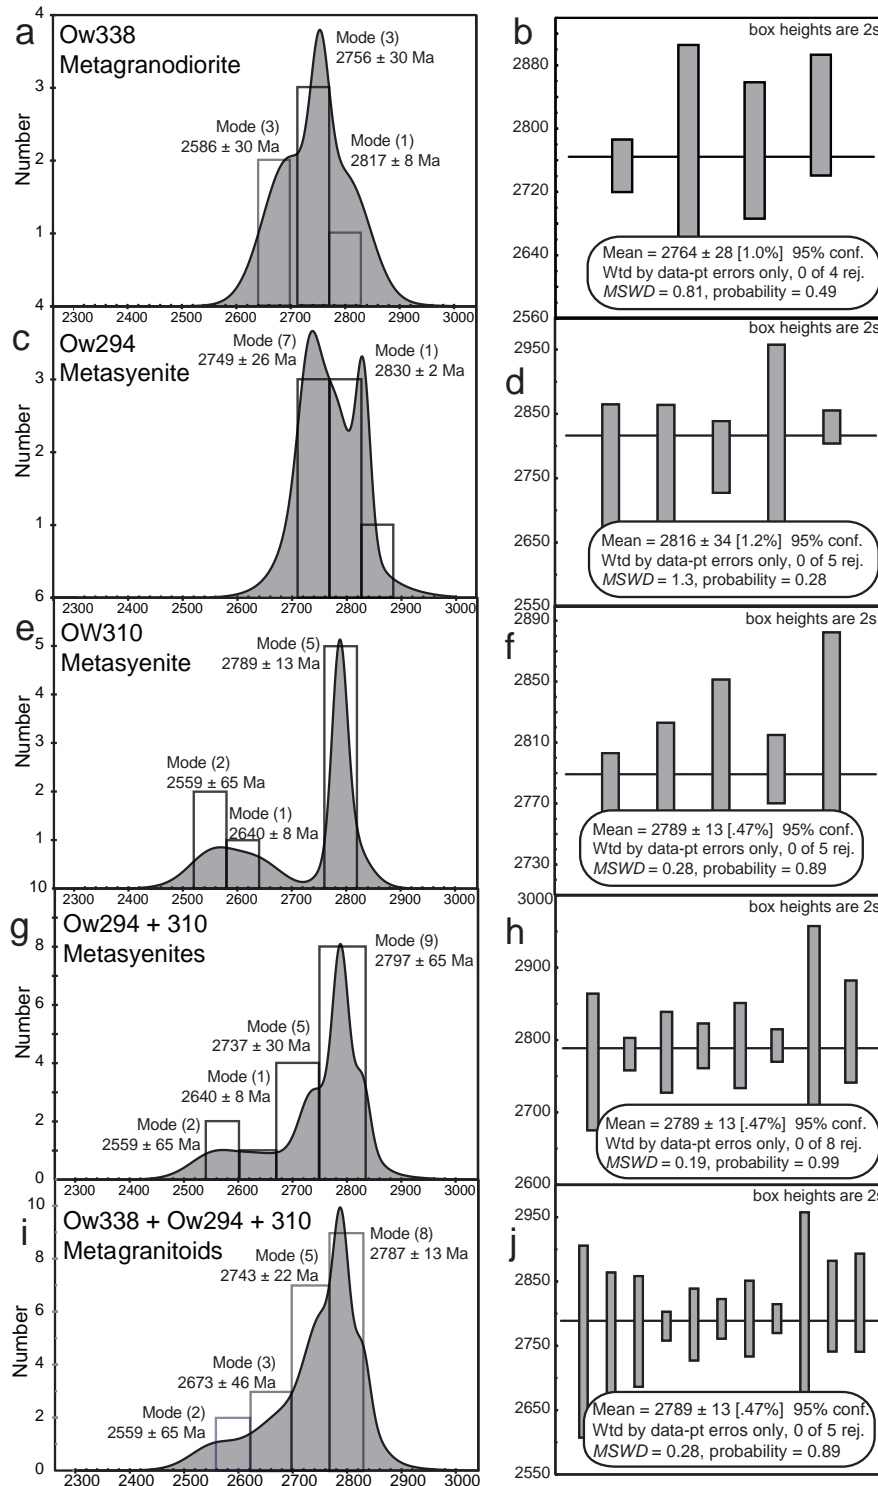 a
Ow338
Metagranodiorite
Number
4
3
2
1
4
Mode (3)
2756 ± 30 Ma
Mode (3)
2586 ± 30 Ma
Mode (1)
2817 ± 8 Ma
2300 2400 2500 2600 2700 2800 2900 3000
b
box heights are 2s
2880
2800
2720
2640
2560
Mean = 2764 ± 28 [1.0%] 95% conf.
Wtd by data-pt errors only, 0 of 4 rej.
MSWD = 0.81, probability = 0.49
c
Ow294
Metasyenite
Number
3
2
1
6
Mode (7)
2749 ± 26 Ma
Mode (1)
2830 ± 2 Ma
2300 2400 2500 2600 2700 2800 2900 3000
d
box heights are 2s
2950
2850
2750
2650
2550
Mean = 2816 ± 34 [1.2%] 95% conf.
Wtd by data-pt errors only, 0 of 5 rej.
MSWD = 1.3, probability = 0.28
e
OW310
Metasyenite
Number
5
4
3
2
1
10
Mode (5)
2789 ± 13 Ma
Mode (2)
2559 ± 65 Ma
Mode (1)
2640 ± 8 Ma
2300 2400 2500 2600 2700 2800 2900 3000
f
box heights are 2s
2890
2850
2810
2770
2730
Mean = 2789 ± 13 [.47%] 95% conf.
Wtd by data-pt errors only, 0 of 5 rej.
MSWD = 0.28, probability = 0.89
g
Ow294 + 310
Metasyenites
Number
8
6
4
2
0
Mode (9)
2797 ± 65 Ma
Mode (5)
2737 ± 30 Ma
Mode (1)
2640 ± 8 Ma
Mode (2)
2559 ± 65 Ma
2300 2400 2500 2600 2700 2800 2900 3000
h
box heights are 2s
3000
2900
2800
2700
2600
Mean = 2789 ± 13 [.47%] 95% conf.
Wtd by data-pt erros only, 0 of 8 rej.
MSWD = 0.19, probability = 0.99
i
Ow338 + Ow294 + 310
Metagranitoids
Number
10
8
6
4
2
0
Mode (8)
2787 ± 13 Ma
Mode (5)
2743 ± 22 Ma
Mode (3)
2673 ± 46 Ma
Mode (2)
2559 ± 65 Ma
2300 2400 2500 2600 2700 2800 2900 3000
j
box heights are 2s
2950
2850
2750
2650
2550
Mean = 2789 ± 13 [.47%] 95% conf.
Wtd by data-pt errors only, 0 of 5 rej.
MSWD = 0.28, probability = 0.89